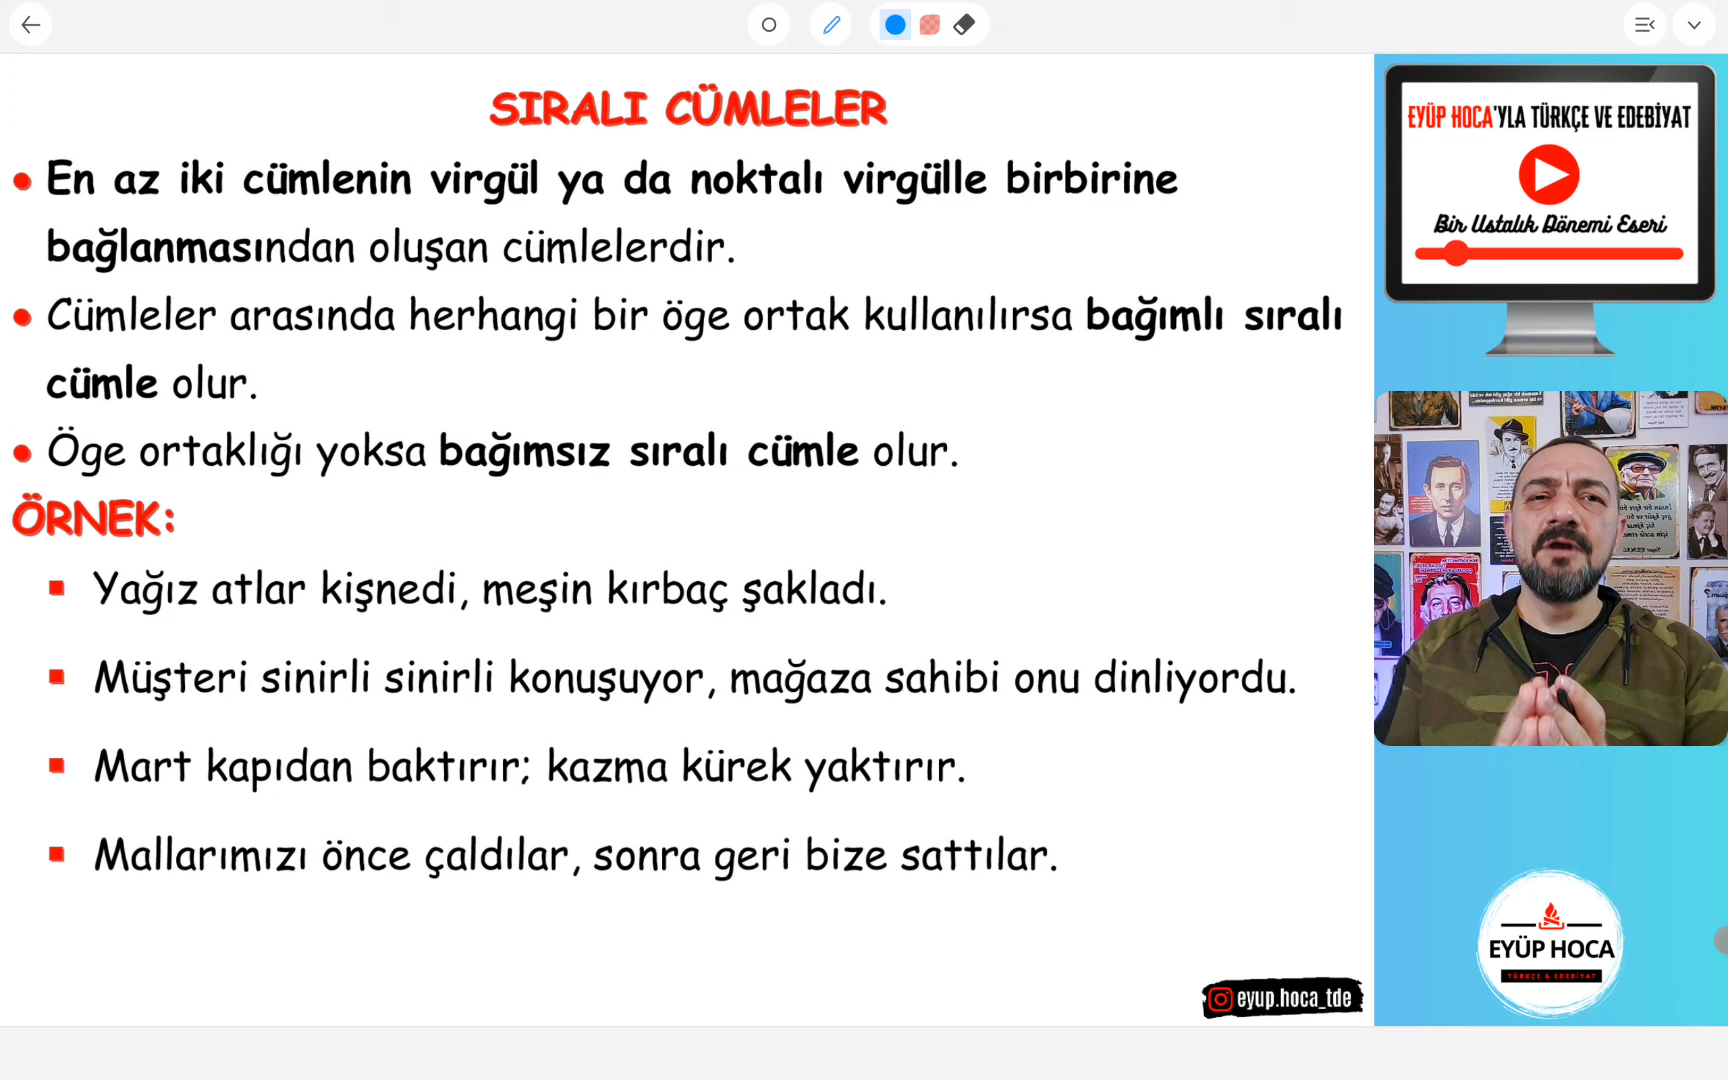 SIRALI CÜMLELER
En az iki cümlenin virgül ya da noktalı virgülle birbirine
bağlanmasından oluşan cümlelerdir.
Cümleler arasında herhangi bir öge ortak kullanılırsa bağımlı sıralı
cümle olur.
Öge ortaklığı yoksa bağımsız sıralı cümle olur.
ÖRNEK:
Yağız atlar kişnedi, meşin kırbaç şakladı.
Müşteri sinirli sinirli konuşuyor, mağaza sahibi onu dinliyordu.
Mart kapıdan baktırır; kazma kürek yaktırır.
Mallarımızı önce çaldılar, sonra geri bize sattılar.
eyup.hoca_tde
EYÜP HOCA'YLA TÜRKÇE VE EDEBİYAT
Bir Ustalık Dönemi Eseri
EYÜP HOCA
TÜRKÇE & EDEBİYAT